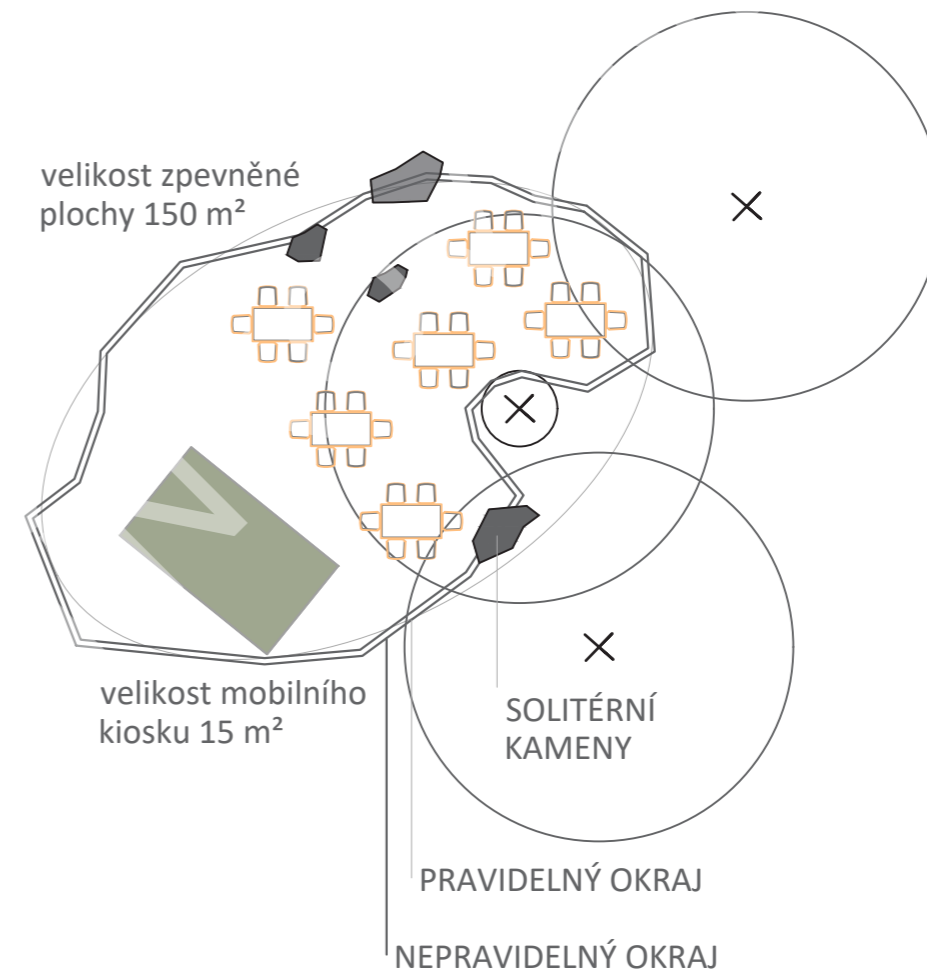 velikost zpevněné
plochy 150 m²
velikost mobilního
kiosku 15 m²
SOLITÉRNÍ
KAMENY
PRAVIDELNÝ OKRAJ
NEPRAVIDELNÝ OKRAJ